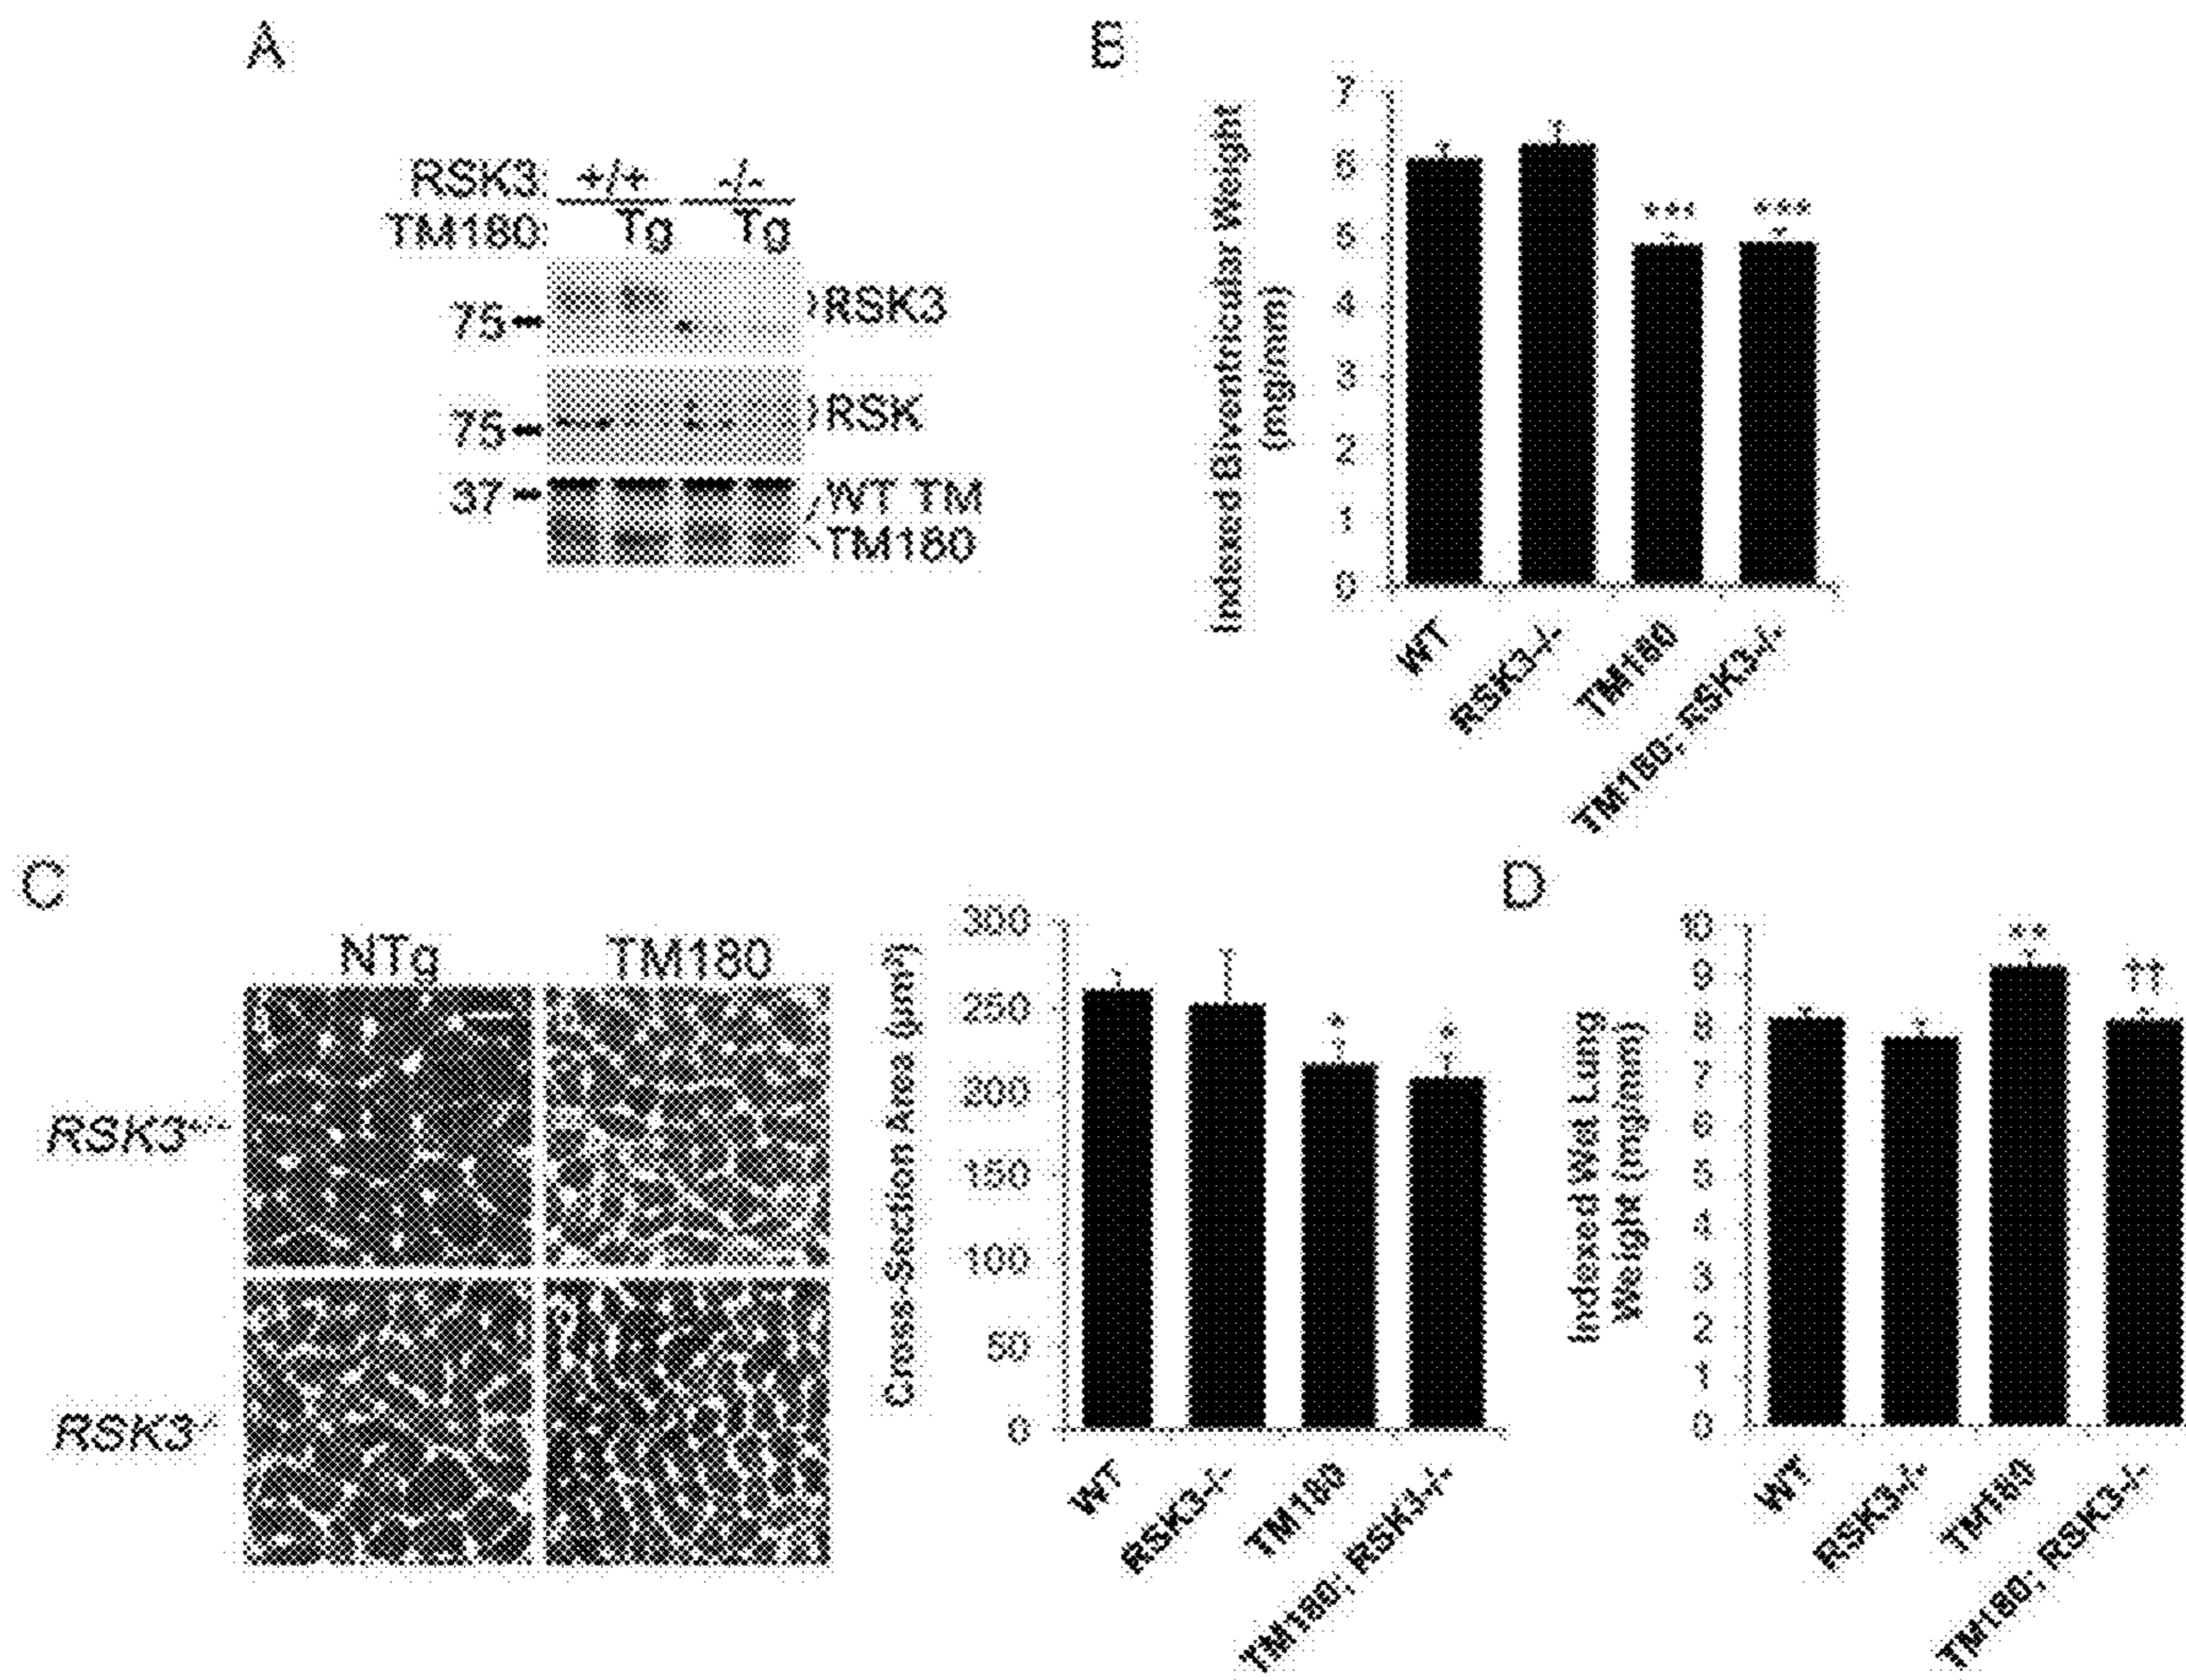 A
RSK3: +/+ -/-
TM180: Tg Tg
75 RSK3
75 RSK
37 WT TM
TM180
B
Indexed Biventricular Weight
(mg/mm)
7
6
5
4
3
2
1
0
*** ***
WT
RSK3-/-
TM180
TM180; RSK3-/-
C
NTg TM180
RSK3+/+
RSK3-/-
Cross-Section Area (µm²)
300
250
200
150
100
50
0
* *
WT
RSK3-/-
TM180
TM180; RSK3-/-
D
Indexed Wet Lung
Weight (mg/mm)
10
9
8
7
6
5
4
3
2
1
0
** ††
WT
RSK3-/-
TM180
TM180; RSK3-/-